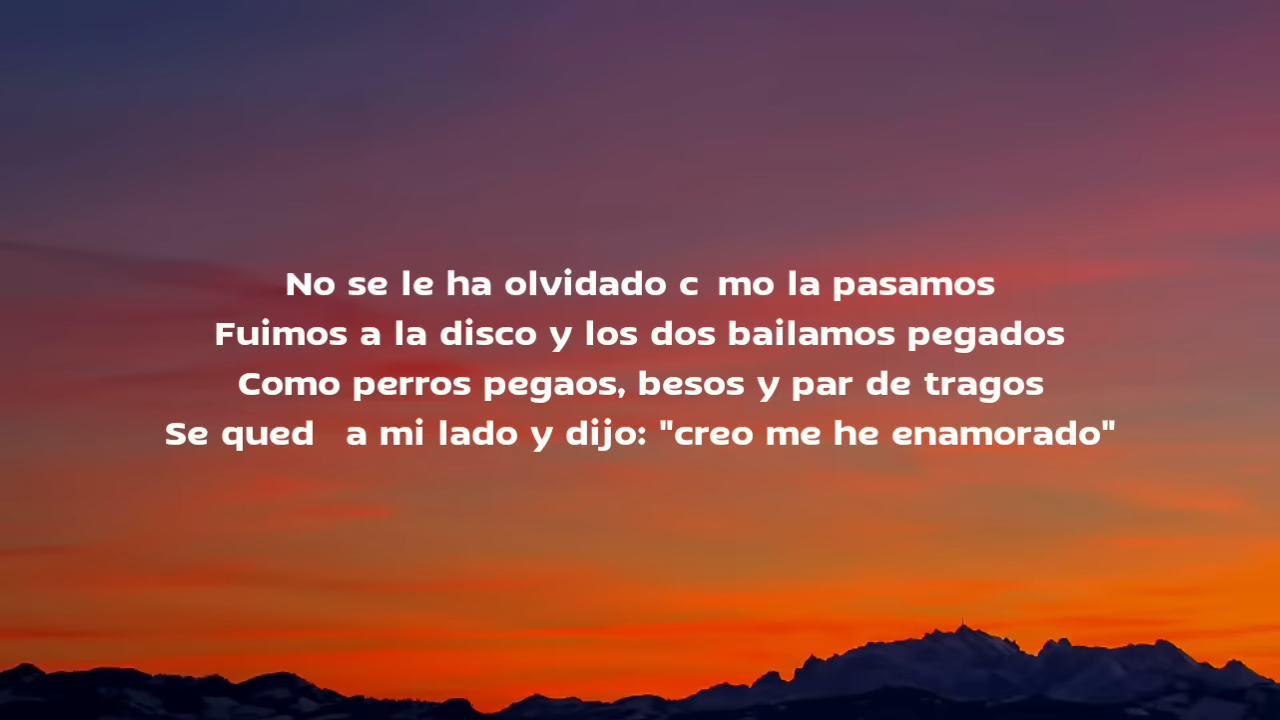 No se le ha olvidado c mo la pasamos
Fuimos a la disco y los dos bailamos pegados
Como perros pegaos, besos y par de tragos
Se qued  a mi lado y dijo: "creo me he enamorado"